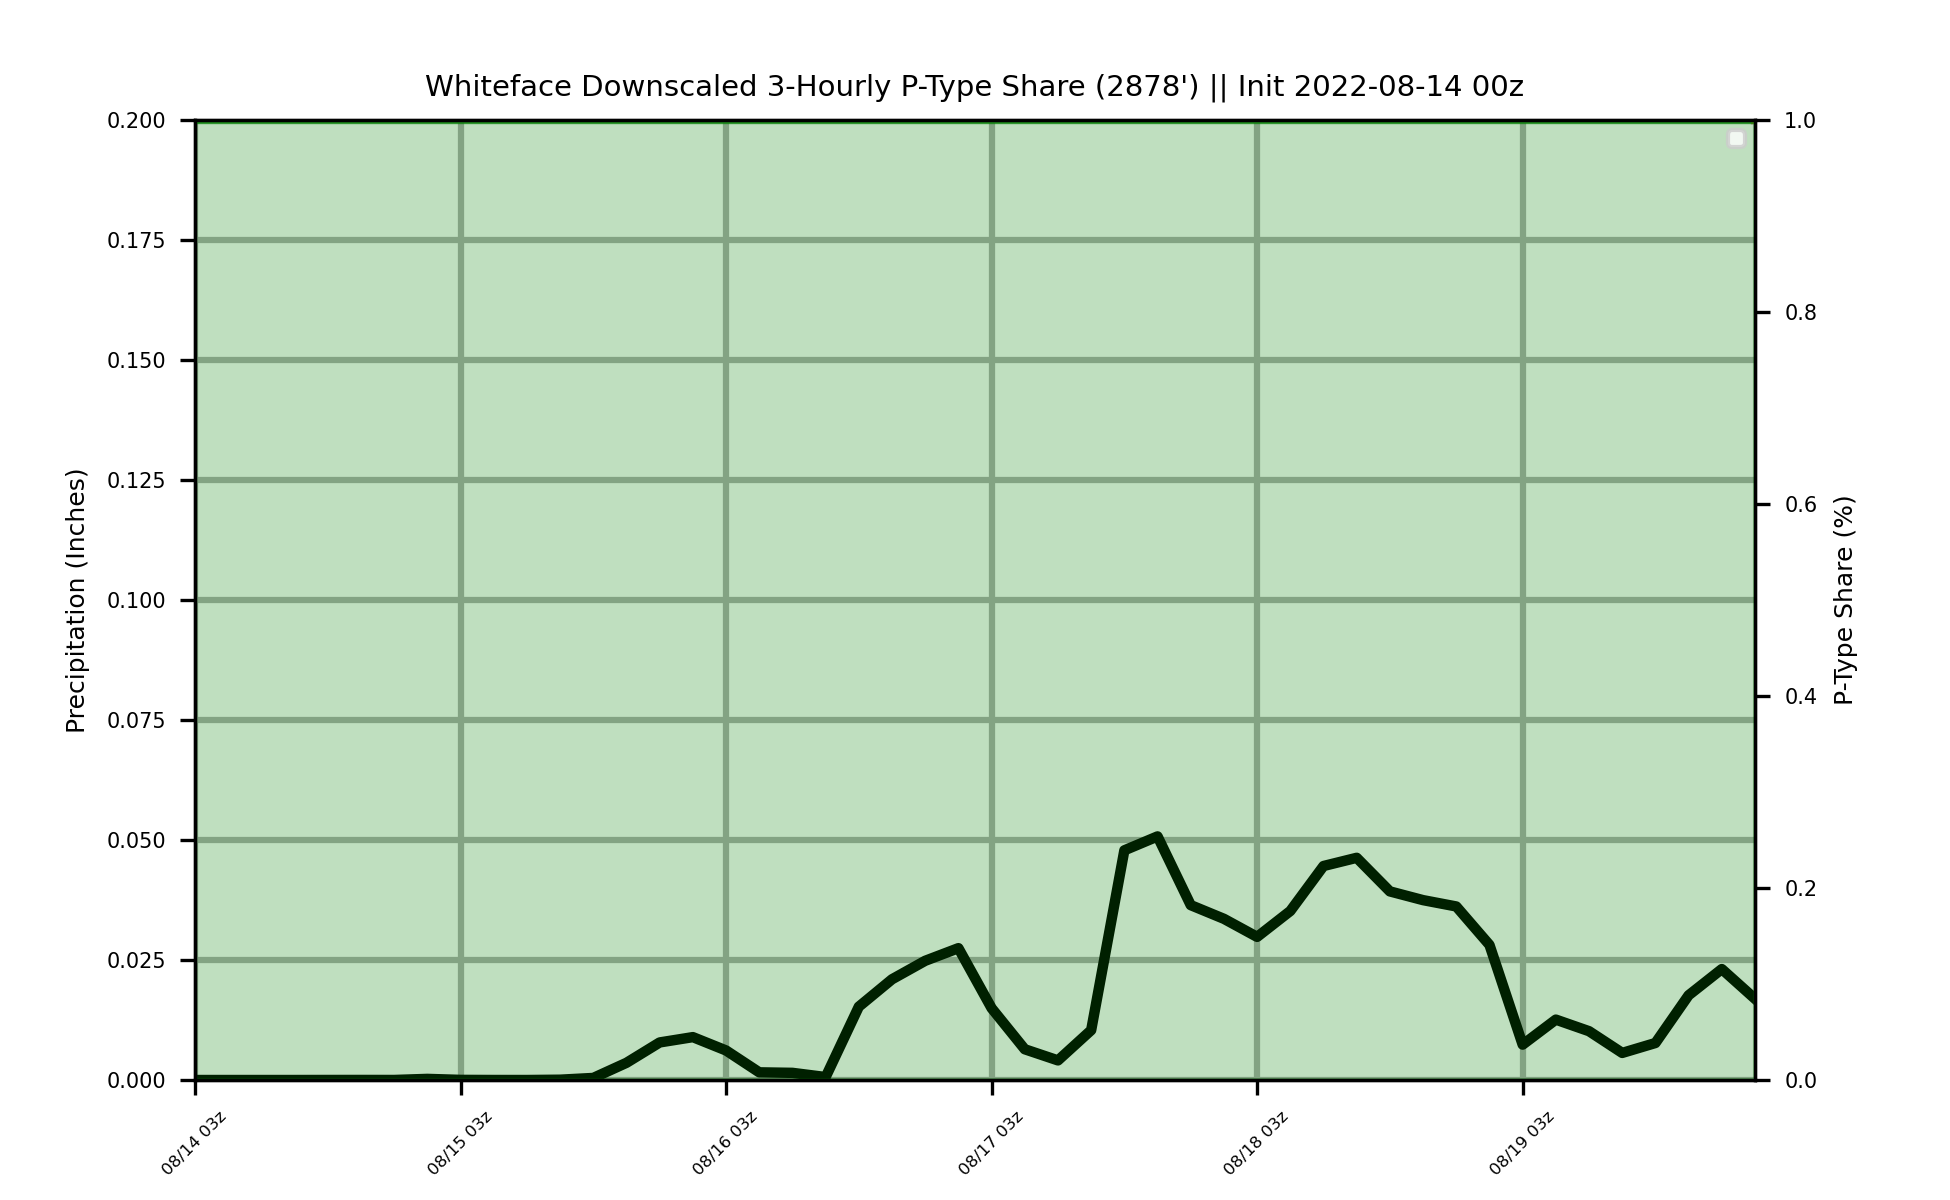 Whiteface Downscaled 3-Hourly P-Type Share (2878') || Init 2022-08-14 00z
0.200
0.175
0.150
0.125
0.100
0.075
0.050
0.025
0.000
Precipitation (Inches)
1.0
0.8
0.6
0.4
0.2
0.0
P-Type Share (%)
08/14 03z
08/15 03z
08/16 03z
08/17 03z
08/18 03z
08/19 03z